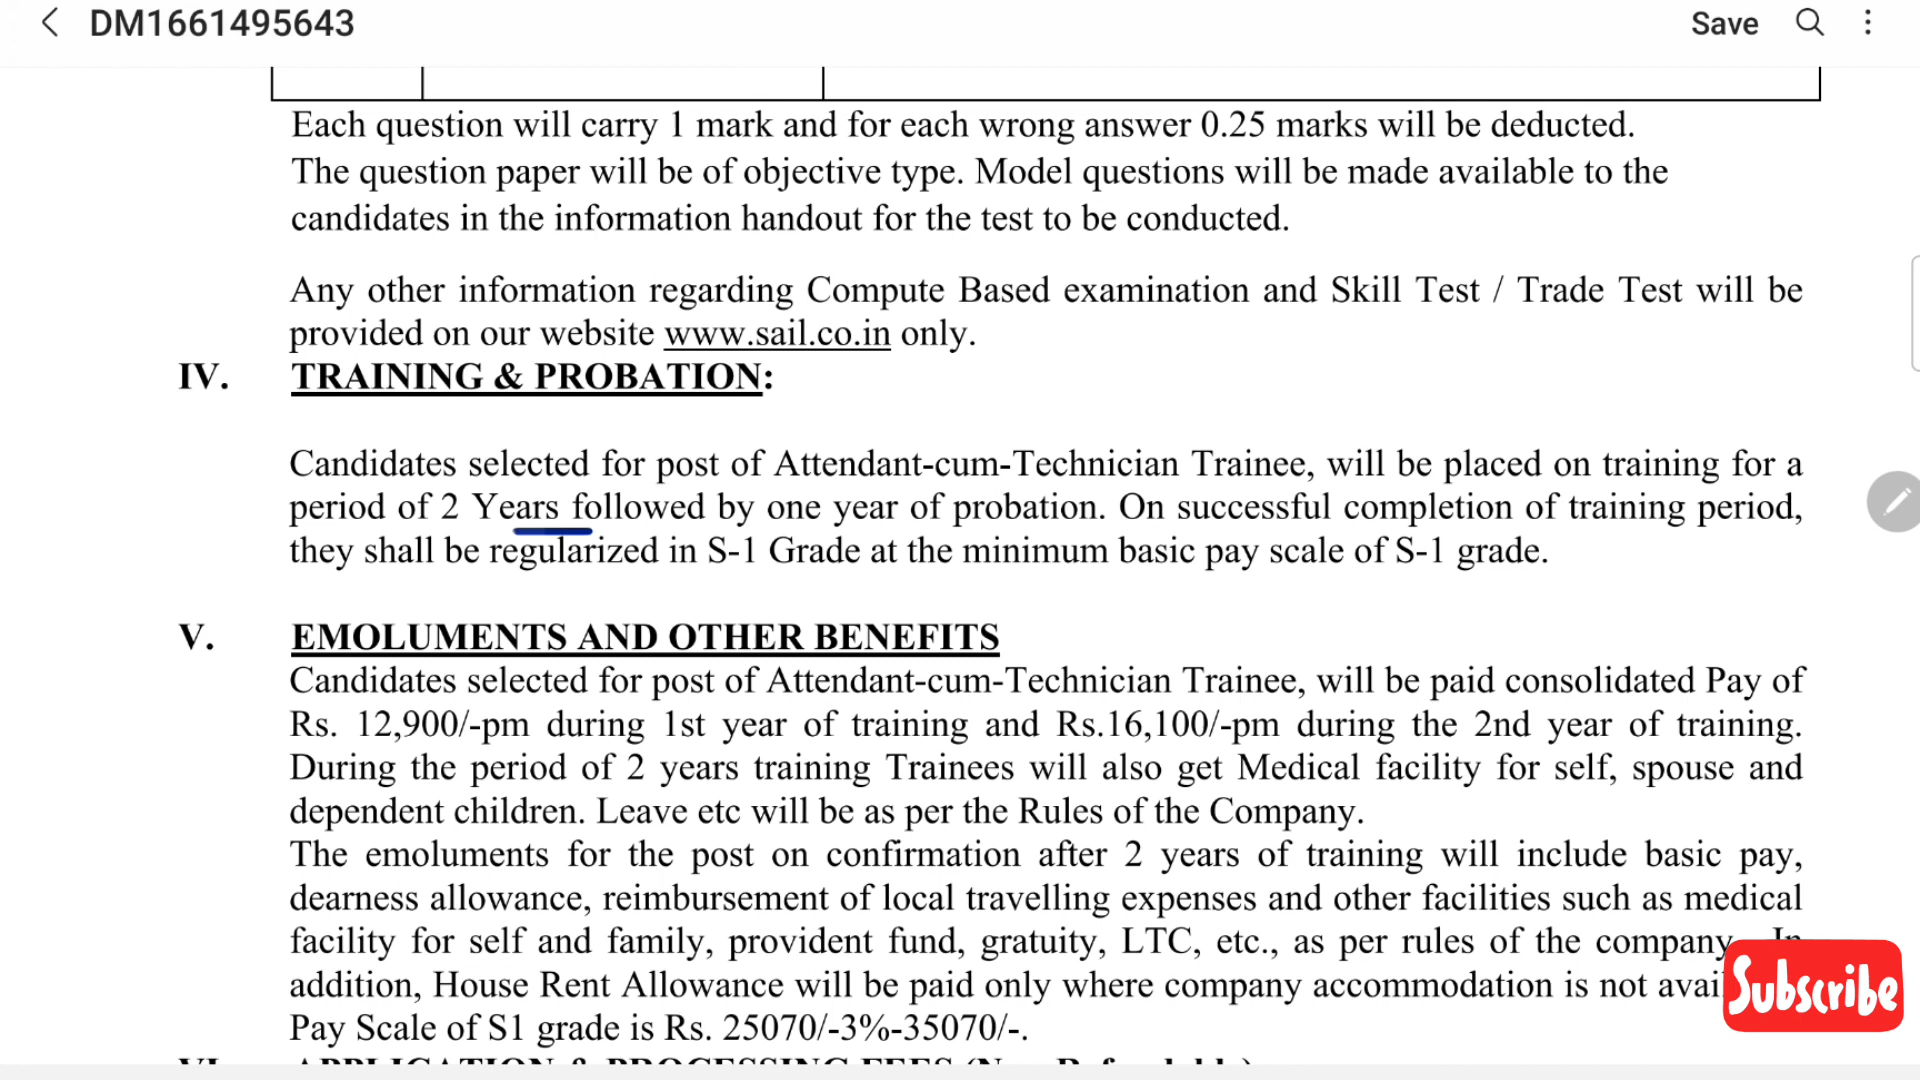 DM1661495643
Save
Each question will carry 1 mark and for each wrong answer 0.25 marks will be deducted.
The question paper will be of objective type. Model questions will be made available to the
candidates in the information handout for the test to be conducted.
Any other information regarding Compute Based examination and Skill Test / Trade Test will be
provided on our website www.sail.co.in only.
IV. TRAINING & PROBATION:
Candidates selected for post of Attendant-cum-Technician Trainee, will be placed on training for a
period of 2 Years followed by one year of probation. On successful completion of training period,
they shall be regularized in S-1 Grade at the minimum basic pay scale of S-1 grade.
V. EMOLUMENTS AND OTHER BENEFITS
Candidates selected for post of Attendant-cum-Technician Trainee, will be paid consolidated Pay of
Rs. 12,900/-pm during 1st year of training and Rs.16,100/-pm during the 2nd year of training.
During the period of 2 years training Trainees will also get Medical facility for self, spouse and
dependent children. Leave etc will be as per the Rules of the Company.
The emoluments for the post on confirmation after 2 years of training will include basic pay,
dearness allowance, reimbursement of local travelling expenses and other facilities such as medical
facility for self and family, provident fund, gratuity, LTC, etc., as per rules of the company. In
addition, House Rent Allowance will be paid only where company accommodation is not avai
Subscribe
Pay Scale of S1 grade is Rs. 25070/-3%-35070/-.